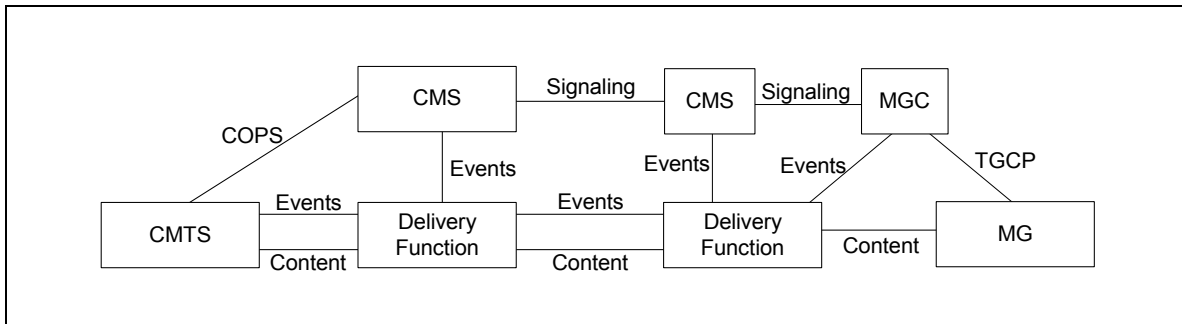 CMS
Signaling
CMS
Signaling
MGC
COPS
Events
Events
Events
TGCP
Events
Events
CMTS
Delivery
Function
Delivery
Function
MG
Content
Content
Content